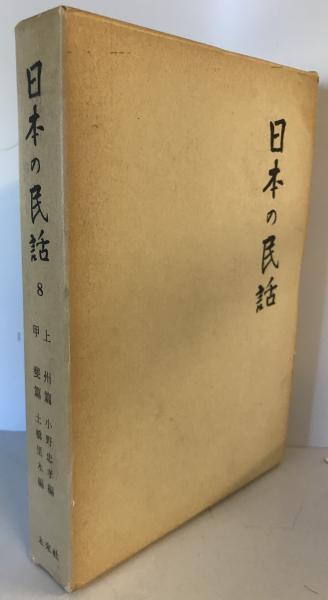 日本の民話
日本の民話
8
上州篇 小野忠孝編
甲斐篇 土橋里木編
未來社